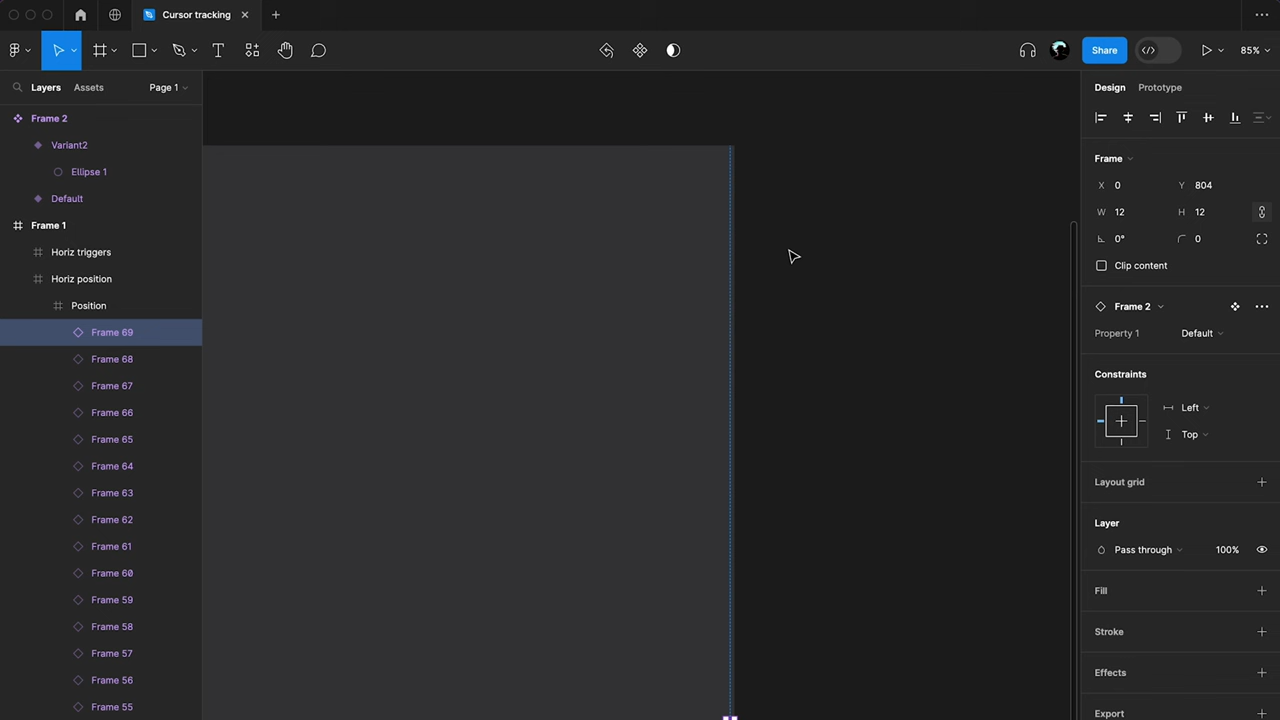 Cursor tracking
Share
85%
Layers Assets Page 1
Frame 2
Variant2
Ellipse 1
Default
Frame 1
Horiz triggers
Horiz position
Position
Frame 69
Frame 68
Frame 67
Frame 66
Frame 65
Frame 64
Frame 63
Frame 62
Frame 61
Frame 60
Frame 59
Frame 58
Frame 57
Frame 56
Frame 55
Design Prototype
Frame
X 0 Y 804
W 12 H 12
0° 0
Clip content
Frame 2
Property 1 Default
Constraints
Left
Top
Layout grid
Layer
Pass through 100%
Fill
Stroke
Effects
Export